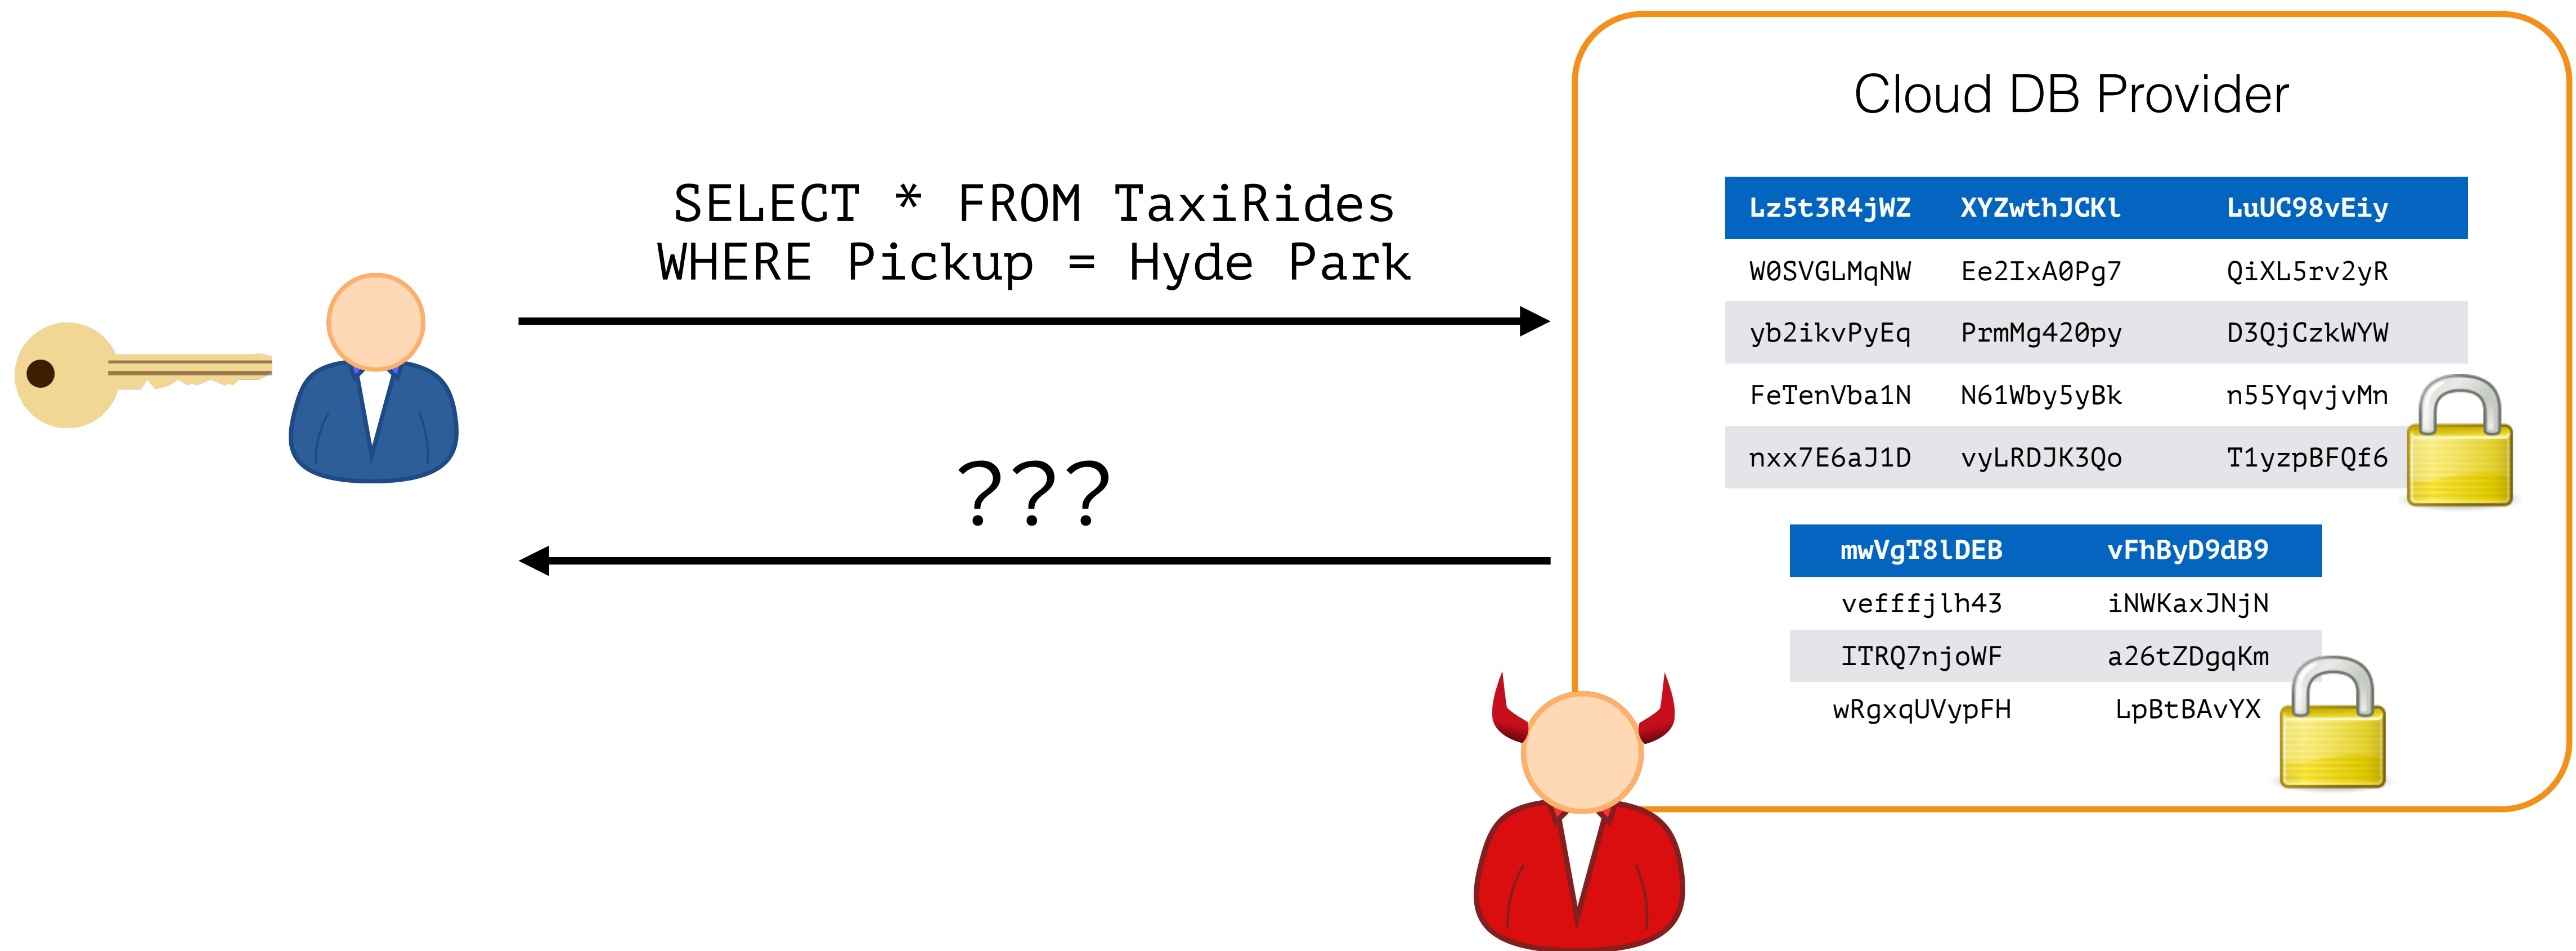 Cloud DB Provider
SELECT * FROM TaxiRides
WHERE Pickup = Hyde Park
???
Lz5t3R4jWZ XYZwthJCKl LuUC98vEiy
W0SVGLMqNW Ee2IxA0Pg7 QiXL5rv2yR
yb2ikvPyEq PrmMg420py D3QjCzkWYW
FeTenVba1N N61Wby5yBk n55YqvjvMn
nxx7E6aJ1D vyLRDJK3Qo T1yzpBFQf6
mwVgT8lDEB vFhByD9dB9
vefffjlh43 iNWKaxJNjN
ITRQ7njoWF a26tZDgqKm
wRgxqUVypFH LpBtBAvYX